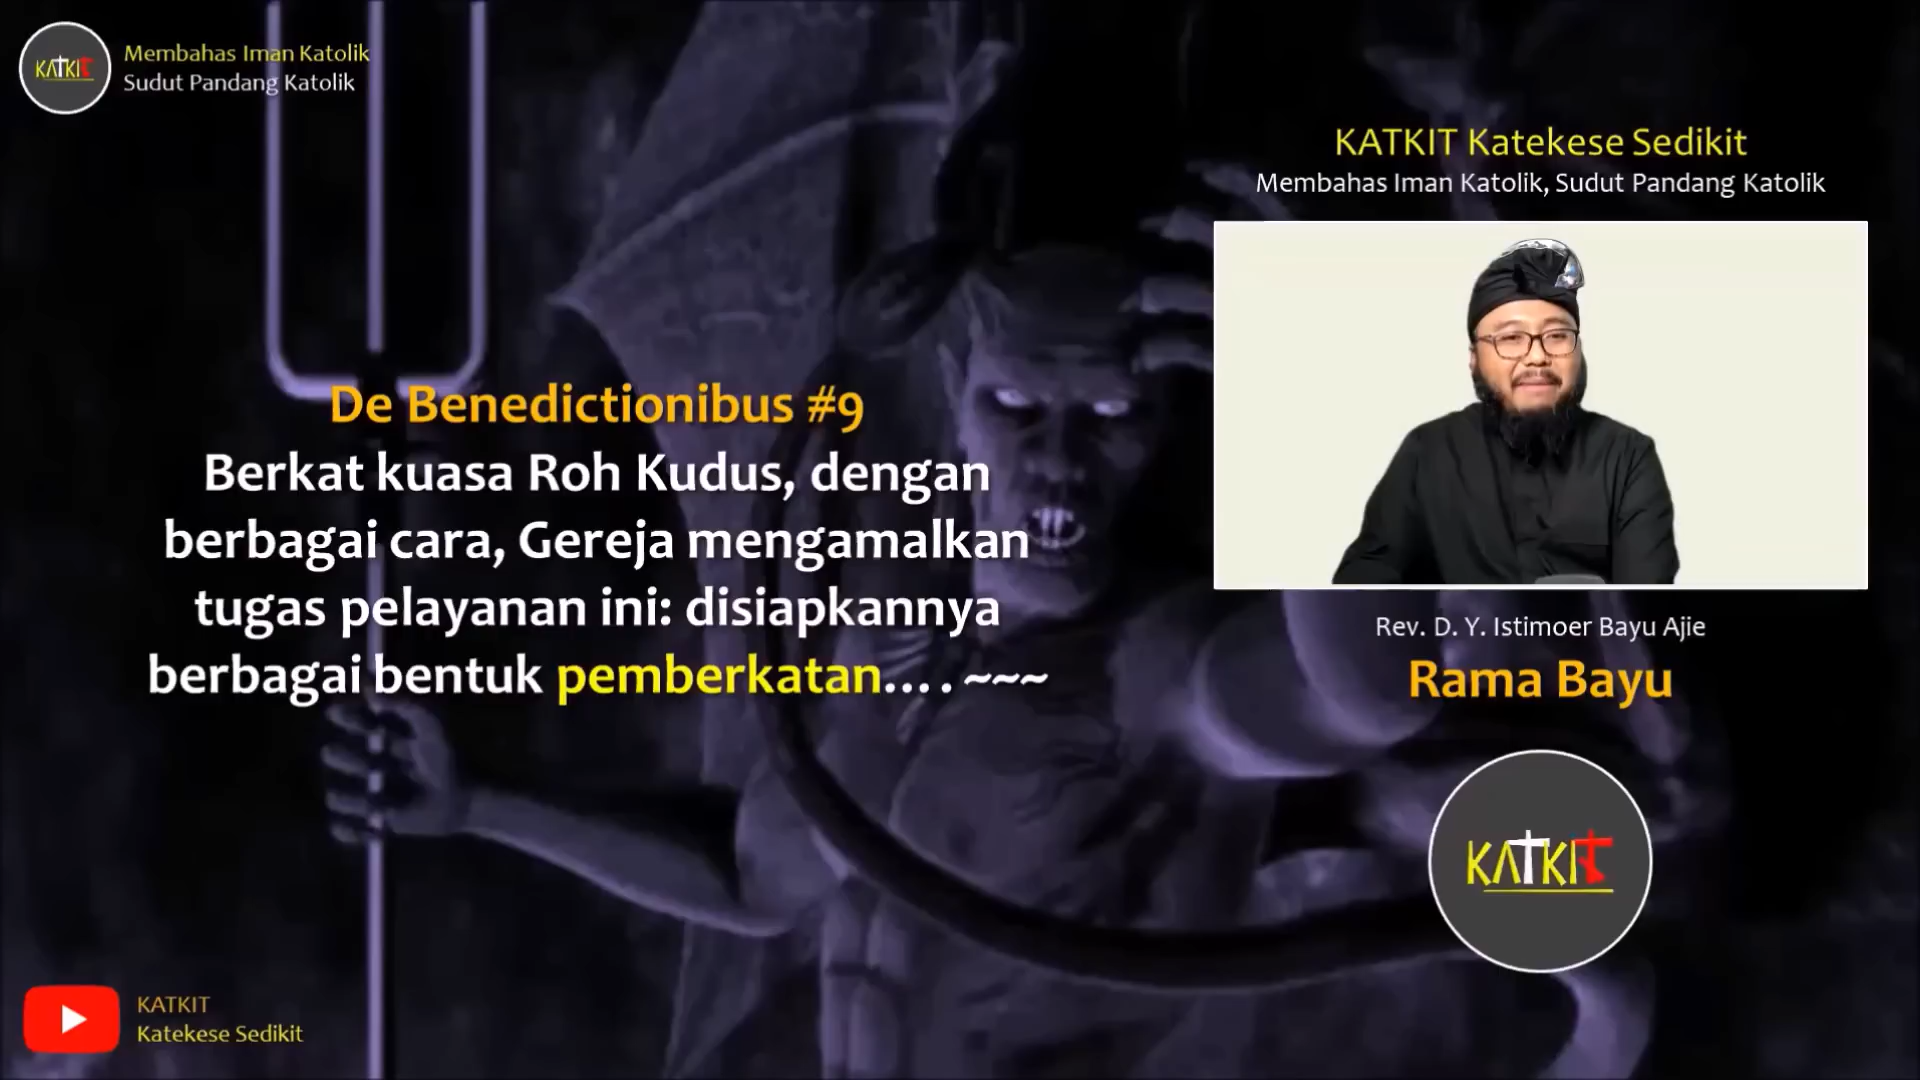 KATKIT
Membahas Iman Katolik
Sudut Pandang Katolik
De Benedictionibus #9
Berkat kuasa Roh Kudus, dengan
berbagai cara, Gereja mengamalkan
tugas pelayanan ini: disiapkannya
berbagai bentuk pemberkatan.... ~~~
KATKIT Katekese Sedikit
Membahas Iman Katolik, Sudut Pandang Katolik
Rev. D. Y. Istimoer Bayu Ajie
Rama Bayu
KATKIT
KATKIT
Katekese Sedikit